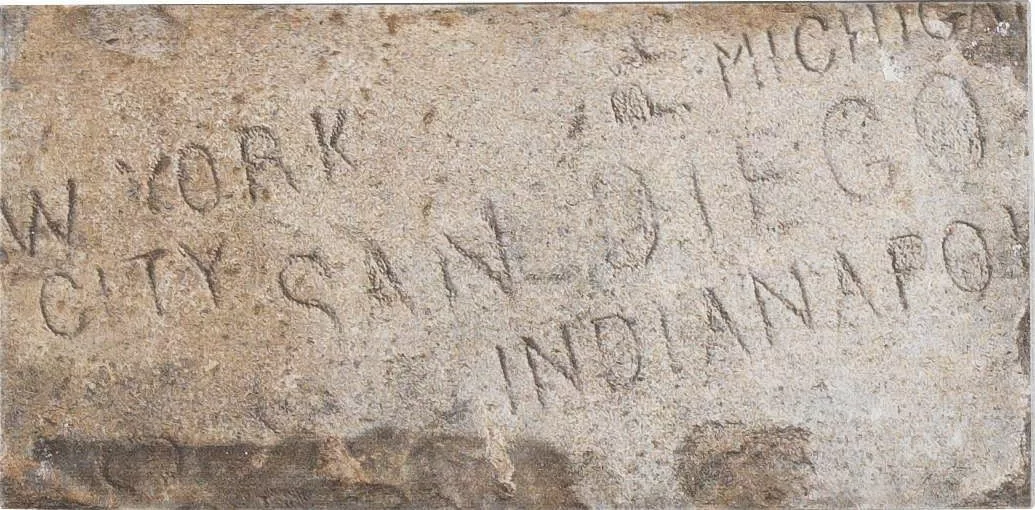 MICHIGAN
W YORK
CITY
SAN DIEGO
INDIANAPO